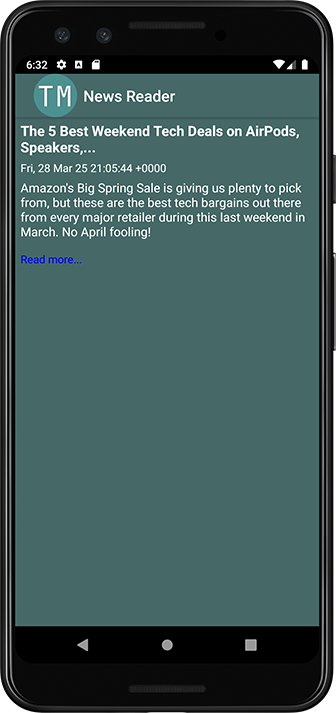 6:32
TM News Reader
The 5 Best Weekend Tech Deals on AirPods,
Speakers,...
Fri, 28 Mar 25 21:05:44 +0000
Amazon's Big Spring Sale is giving us plenty to pick
from, but these are the best tech bargains out there
from every major retailer during this last weekend in
March. No April fooling!
Read more...